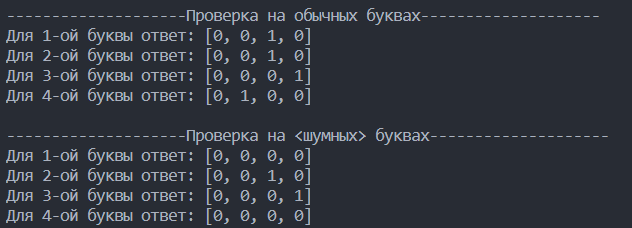 --------------------Проверка на обычных буквах--------------------
Для 1-ой буквы ответ: [0, 0, 1, 0]
Для 2-ой буквы ответ: [0, 0, 1, 0]
Для 3-ой буквы ответ: [0, 0, 0, 1]
Для 4-ой буквы ответ: [0, 1, 0, 0]

--------------------Проверка на <шумных> буквах--------------------
Для 1-ой буквы ответ: [0, 0, 0, 0]
Для 2-ой буквы ответ: [0, 0, 1, 0]
Для 3-ой буквы ответ: [0, 0, 0, 1]
Для 4-ой буквы ответ: [0, 0, 0, 0]